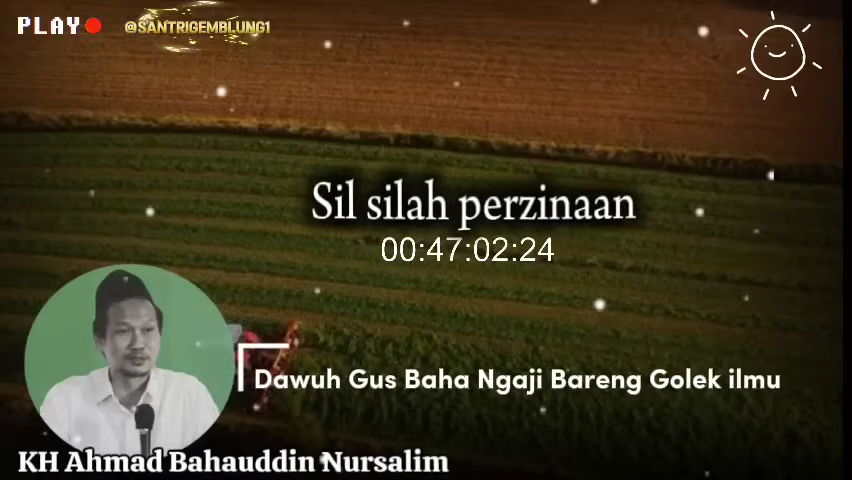 PLAY
@SANTRIGEMBLUNG1
Sil silah perzinaan
00:47:02:24
Dawuh Gus Baha Ngaji Bareng Golek ilmu
KH Ahmad Bahauddin Nursalim